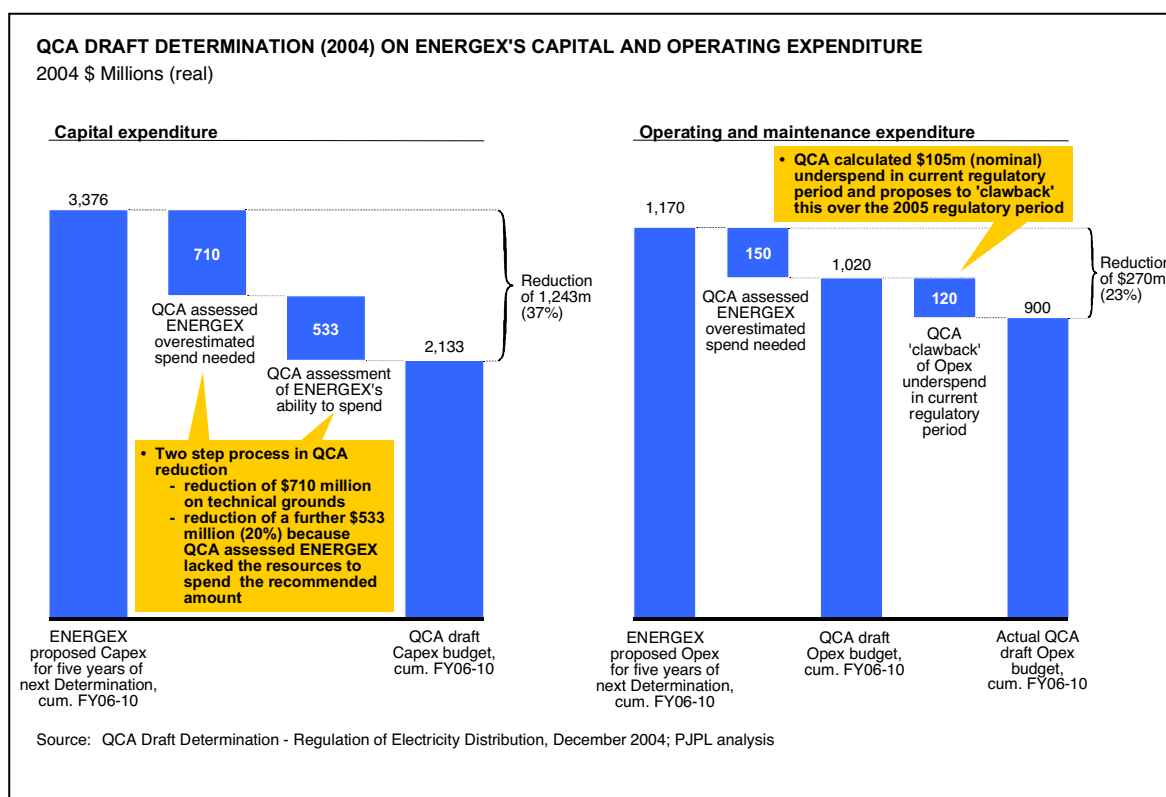 QCA DRAFT DETERMINATION (2004) ON ENERGEX'S CAPITAL AND OPERATING EXPENDITURE
2004 $ Millions (real)
Capital expenditure
3,376
710
QCA assessed
ENERGEX
overestimated
spend needed
533
QCA assessment
of ENERGEX's
ability to spend
2,133
Reduction
of 1,243m
(37%)
• Two step process in QCA
reduction
- reduction of $710 million
on technical grounds
- reduction of a further $533
million (20%) because
QCA assessed ENERGEX
lacked the resources to
spend the recommended
amount
ENERGEX
proposed Capex
for five years of
next Determination,
cum. FY06-10
QCA draft
Capex budget,
cum. FY06-10
Operating and maintenance expenditure
• QCA calculated $105m (nominal)
underspend in current regulatory
period and proposes to 'clawback'
this over the 2005 regulatory period
1,170
150
QCA assessed
ENERGEX
overestimated
spend needed
1,020
120
QCA
'clawback'
of Opex
underspend
in current
regulatory
period
900
Reduction
of $270m
(23%)
ENERGEX
proposed Opex for
five years of
next Determination,
cum. FY06-10
QCA draft
Opex budget,
cum. FY06-10
Actual QCA
draft Opex
budget,
cum. FY06-10
Source: QCA Draft Determination - Regulation of Electricity Distribution, December 2004; PJPL analysis